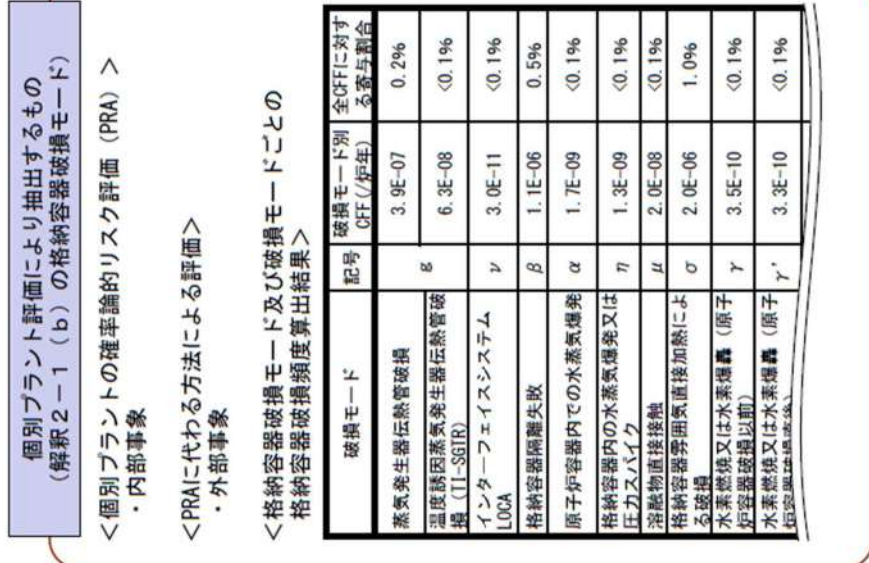 個別プラント評価により抽出するもの
(解釈２－１（ｂ）の格納容器破損モード)
＜個別プラントの確率論的リスク評価（PRA）＞
・内部事象
＜PRAに代わる方法による評価＞
・外部事象
＜格納容器破損モード及び破損モードごとの
格納容器破損頻度算出結果＞
破損モード 記号 破損モード別 全CFFに対す
CFF(/炉年) る寄与割合
蒸気発生器伝熱管破損 g 3.9E-07 0.2%
温度誘因蒸気発生器伝熱管破
損（TI-SGTR） 6.3E-08 <0.1%
インターフェイスシステム
LOCA ν 3.0E-11 <0.1%
格納容器隔離失敗 β 1.1E-06 0.5%
原子炉容器内での水蒸気爆発 α 1.7E-09 <0.1%
格納容器内の水蒸気爆発又は
圧力スパイク η 1.3E-09 <0.1%
溶融物直接接触 μ 2.0E-08 <0.1%
格納容器雰囲気直接加熱によ
る破損 σ 2.0E-06 1.0%
水素燃焼又は水素爆轟（原子
炉容器破損以前） γ 3.5E-10 <0.1%
水素燃焼又は水素爆轟（原子
炉容器破損直後） γ' 3.3E-10 <0.1%